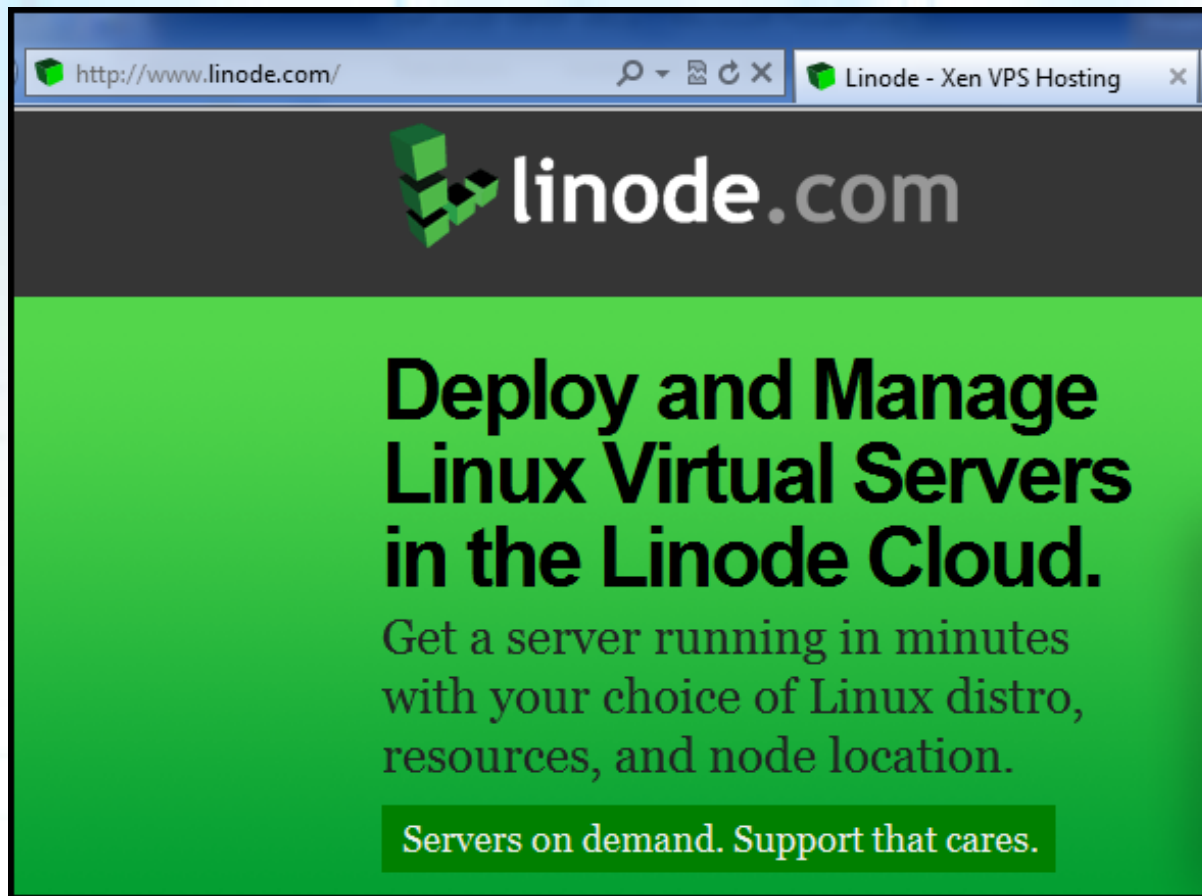 http://www.linode.com/
Linode - Xen VPS Hosting
linode.com
Deploy and Manage
Linux Virtual Servers
in the Linode Cloud.
Get a server running in minutes
with your choice of Linux distro,
resources, and node location.
Servers on demand. Support that cares.